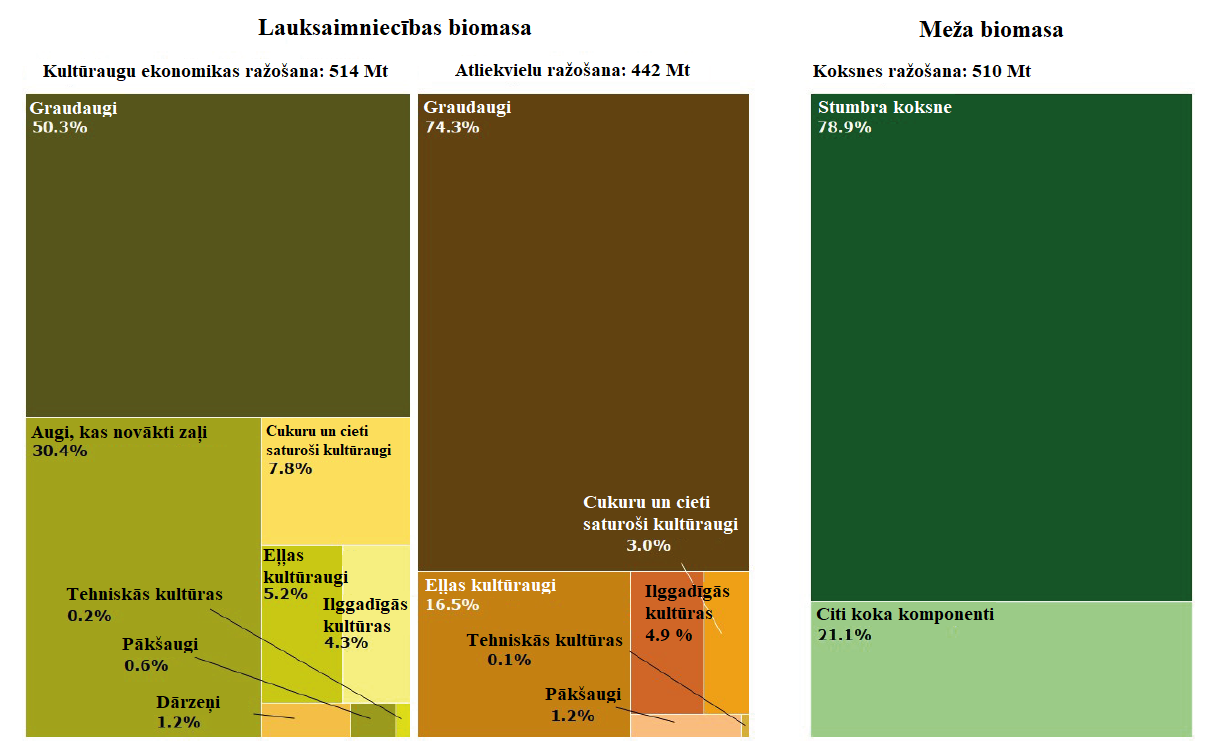 Lauksaimniecības biomasa
Meža biomasa
Kultūraugu ekonomikas ražošana: 514 Mt
Atliekvielu ražošana: 442 Mt
Koksnes ražošana: 510 Mt
Graudaugi
50.3%
Augi, kas novākti zaļi
30.4%
Cukuru un cieti
saturoši kultūraugi
7.8%
Eļļas
kultūraugi
5.2%
Ilggadīgās
kultūras
4.3%
Tehniskās kultūras
0.2%
Pākšaugi
0.6%
Dārzeņi
1.2%
Graudaugi
74.3%
Cukuru un cieti
saturoši kultūraugi
3.0%
Eļļas kultūraugi
16.5%
Ilggadīgās
kultūras
4.9 %
Tehniskās kultūras
0.1%
Pākšaugi
1.2%
Stumbra koksne
78.9%
Citi koka komponenti
21.1%